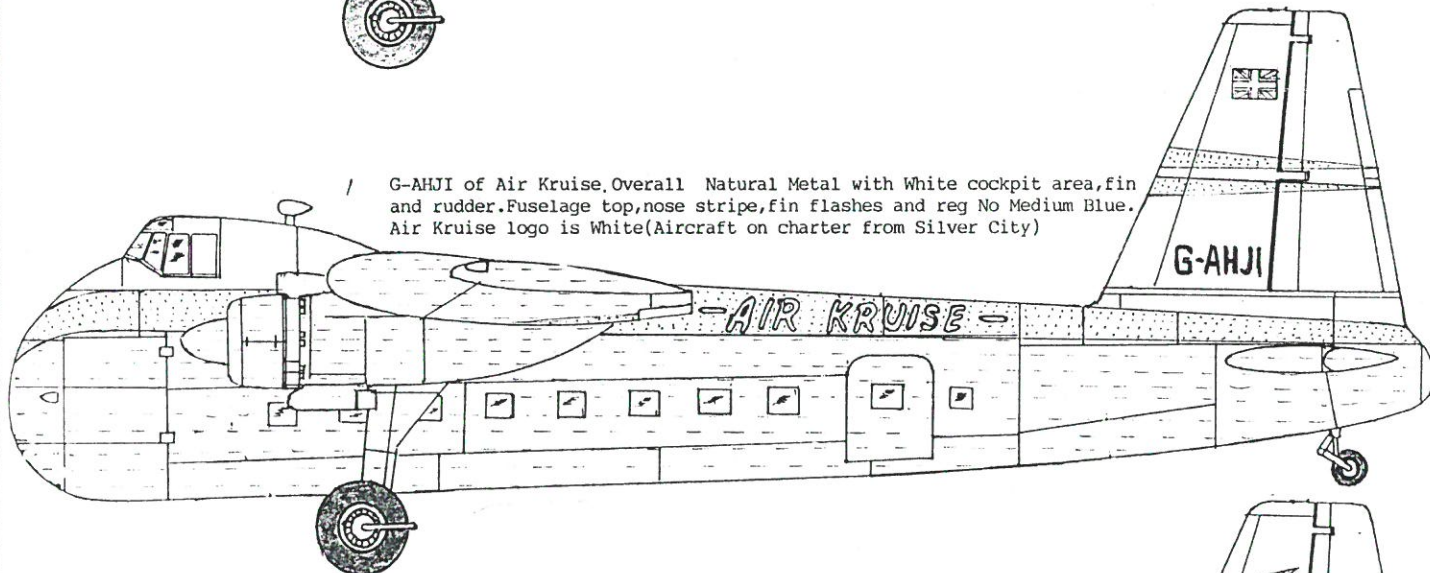 G-AHJI of Air Kruise.Overall Natural Metal with White cockpit area,fin
and rudder.Fuselage top,nose stripe,fin flashes and reg No Medium Blue.
Air Kruise logo is White(Aircraft on charter from Silver City)
G-AHJI
-AIR KRUISE-